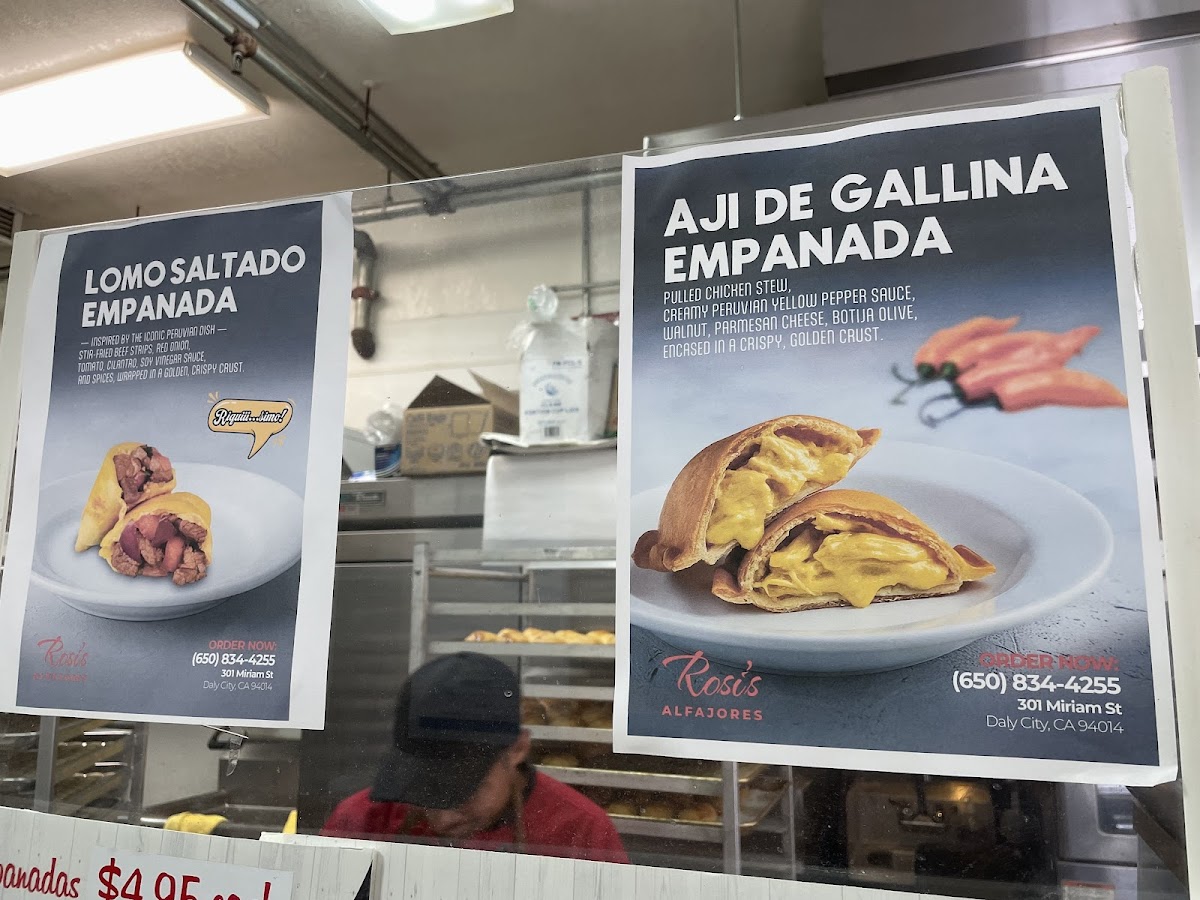 LOMO SALTADO
EMPANADA
— INSPIRED BY THE ICONIC PERUVIAN DISH —
STIR-FRIED BEEF STRIPS, RED ONION,
TOMATO, CILANTRO, SOY VINEGAR SAUCE,
AND SPICES, WRAPPED IN A GOLDEN, CRISPY CRUST.
Riquiii...simo!
Rosi's
ALFAJORES
ORDER NOW:
(650) 834-4255
301 Miriam St
Daly City, CA 94014
AJI DE GALLINA
EMPANADA
PULLED CHICKEN STEW,
CREAMY PERUVIAN YELLOW PEPPER SAUCE,
WALNUT, PARMESAN CHEESE, BOTIJA OLIVE,
ENCASED IN A CRISPY, GOLDEN CRUST.
Rosi's
ALFAJORES
ORDER NOW:
(650) 834-4255
301 Miriam St
Daly City, CA 94014
panadas $4.95